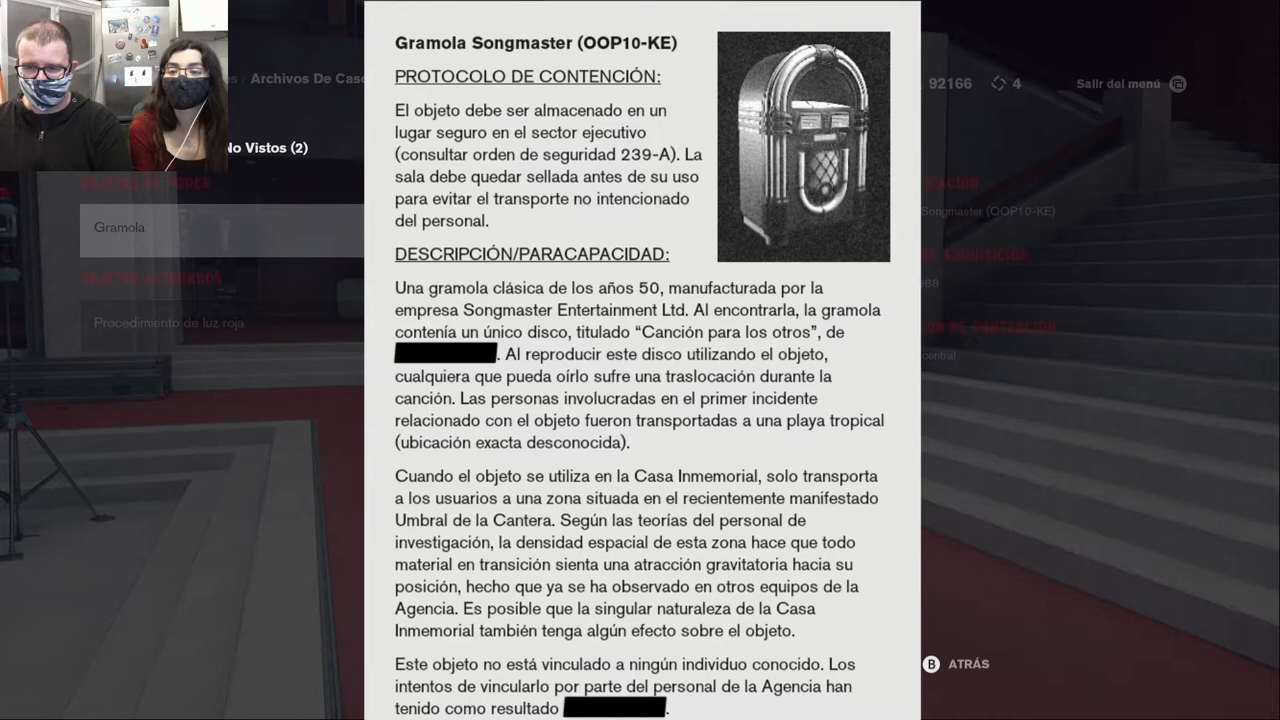 Gramola Songmaster (OOP10-KE)
PROTOCOLO DE CONTENCIÓN:
El objeto debe ser almacenado en un
lugar seguro en el sector ejecutivo
(consultar orden de seguridad 239-A). La
sala debe quedar sellada antes de su uso
para evitar el transporte no intencionado
del personal.
DESCRIPCIÓN/PARACAPACIDAD:
Una gramola clásica de los años 50, manufacturada por la
empresa Songmaster Entertainment Ltd. Al encontrarla, la gramola
contenía un único disco, titulado “Canción para los otros”, de
. Al reproducir este disco utilizando el objeto,
cualquiera que pueda oírlo sufre una traslocación durante la
canción. Las personas involucradas en el primer incidente
relacionado con el objeto fueron transportadas a una playa tropical
(ubicación exacta desconocida).
Cuando el objeto se utiliza en la Casa Inmemorial, solo transporta
a los usuarios a una zona situada en el recientemente manifestado
Umbral de la Cantera. Según las teorías del personal de
investigación, la densidad espacial de esta zona hace que todo
material en transición sienta una atracción gravitatoria hacia su
posición, hecho que ya se ha observado en otros equipos de la
Agencia. Es posible que la singular naturaleza de la Casa
Inmemorial también tenga algún efecto sobre el objeto.
Este objeto no está vinculado a ningún individuo conocido. Los
intentos de vincularlo por parte del personal de la Agencia han
tenido como resultado .
Archivos De Caso
No Vistos (2)
OBJETOS DE PODER
Gramola
OBJETOS ALTERADOS
Procedimiento de luz roja
92166
4
Salir del menú
Songmaster (OOP10-KE)
central
B ATRÁS